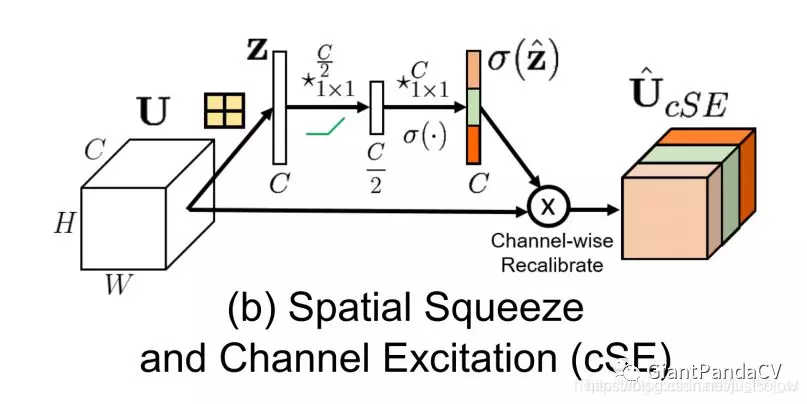 U
C
H
W
z
C
⋆ C/2 1×1
C/2
⋆ C 1×1
σ(·)
σ(ẑ)
C
X
Channel-wise
Recalibrate
Û cSE
(b) Spatial Squeeze
and Channel Excitation (cSE)
GiantPandaCV